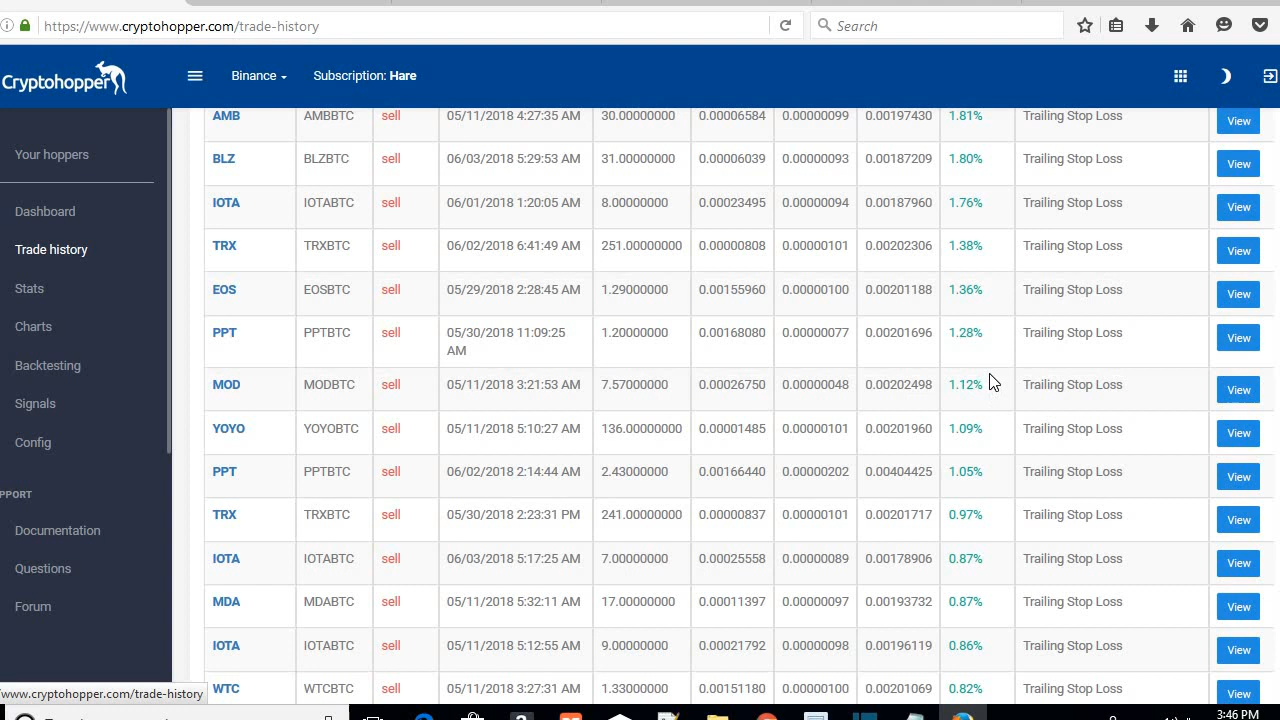 https://www.cryptohopper.com/trade-history
Search
Cryptohopper
Binance
Subscription: Hare
Your hoppers
Dashboard
Trade history
Stats
Charts
Backtesting
Signals
Config
PPORT
Documentation
Questions
Forum
AMB AMBBTC sell 05/11/2018 4:27:35 AM 30.00000000 0.00006584 0.00000099 0.00197430 1.81% Trailing Stop Loss View
BLZ BLZBTC sell 06/03/2018 5:29:53 AM 31.00000000 0.00006039 0.00000093 0.00187209 1.80% Trailing Stop Loss View
IOTA IOTABTC sell 06/01/2018 1:20:05 AM 8.00000000 0.00023495 0.00000094 0.00187960 1.76% Trailing Stop Loss View
TRX TRXBTC sell 06/02/2018 6:41:49 AM 251.00000000 0.00000808 0.00000101 0.00202306 1.38% Trailing Stop Loss View
EOS EOSBTC sell 05/29/2018 2:28:45 AM 1.29000000 0.00155960 0.00000100 0.00201188 1.36% Trailing Stop Loss View
PPT PPTBTC sell 05/30/2018 11:09:25 1.20000000 0.00168080 0.00000077 0.00201696 1.28% Trailing Stop Loss View
AM
MOD MODBTC sell 05/11/2018 3:21:53 AM 7.57000000 0.00026750 0.00000048 0.00202498 1.12% Trailing Stop Loss View
YOYO YOYOBTC sell 05/11/2018 5:10:27 AM 136.00000000 0.00001485 0.00000101 0.00201960 1.09% Trailing Stop Loss View
PPT PPTBTC sell 06/02/2018 2:14:44 AM 2.43000000 0.00166440 0.00000202 0.00404425 1.05% Trailing Stop Loss View
TRX TRXBTC sell 05/30/2018 2:23:31 PM 241.00000000 0.00000837 0.00000101 0.00201717 0.97% Trailing Stop Loss View
IOTA IOTABTC sell 06/03/2018 5:17:25 AM 7.00000000 0.00025558 0.00000089 0.00178906 0.87% Trailing Stop Loss View
MDA MDABTC sell 05/11/2018 5:32:11 AM 17.00000000 0.00011397 0.00000097 0.00193732 0.87% Trailing Stop Loss View
IOTA IOTABTC sell 05/11/2018 5:12:55 AM 9.00000000 0.00021792 0.00000098 0.00196119 0.86% Trailing Stop Loss View
WTC WTCBTC sell 05/11/2018 3:27:31 AM 1.33000000 0.00151180 0.00000100 0.00201069 0.82% Trailing Stop Loss View
/www.cryptohopper.com/trade-history
3:46 PM